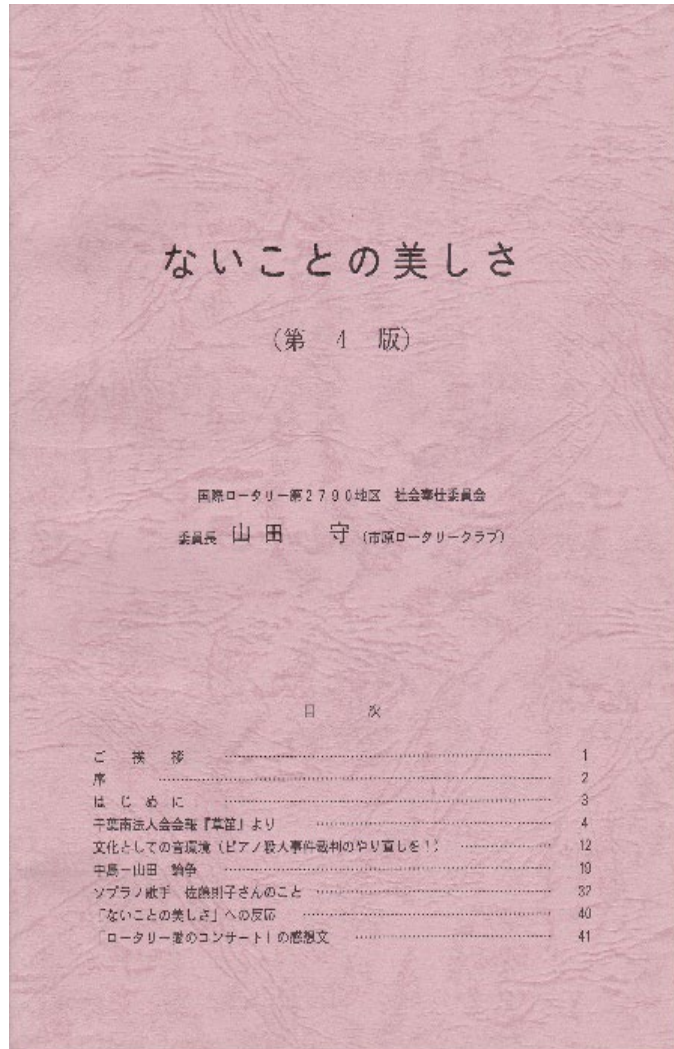 ないことの美しさ
(第 4 版)
国際ロータリー第2790地区 社会奉仕委員会
委員長 山田 守 (市原ロータリークラブ)
目 次
ご 挨 拶 …………………… 1
序 …………………… 2
は じ め に …………………… 3
千葉南法人会会報『草笛』より …………………… 4
文化としての音環境(ピアノ殺人事件裁判のやり直しを!) …………………… 12
中島-山田 論争 …………………… 19
ソプラノ歌手 佐藤則子さんのこと …………………… 32
「ないことの美しさ」への反応 …………………… 40
「ロータリー愛のコンサート」の感想文 …………………… 41